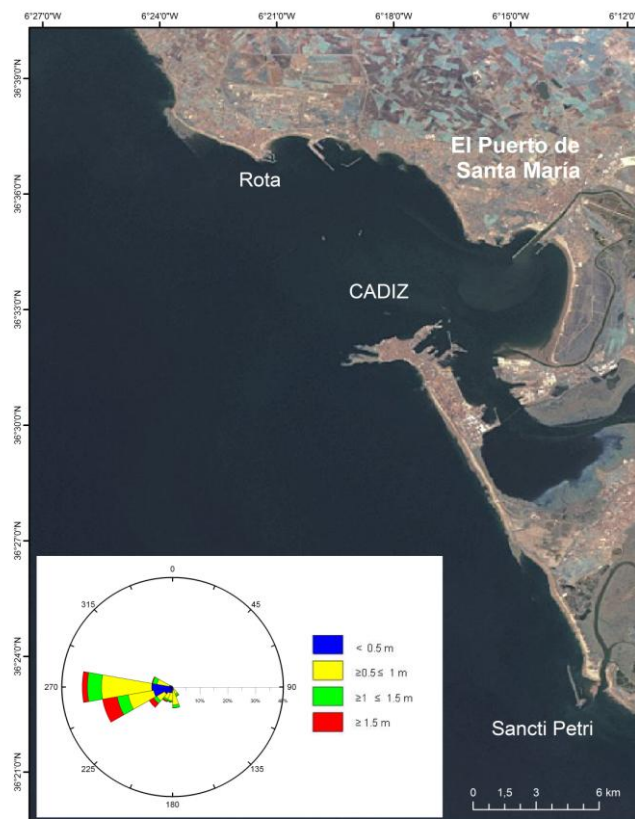 6°27'0"O
6°24'0"O
6°21'0"O
6°18'0"O
6°15'0"O
6°12'0"O
36°39'0"N
36°36'0"N
36°33'0"N
36°30'0"N
36°27'0"N
36°24'0"N
36°21'0"N
El Puerto de
Santa María
Rota
CADIZ
Sancti Petri
0
45
90
135
180
225
270
315
10%
20%
30%
40%
< 0.5 m
≥0.5 ≤ 1 m
≥1 ≤ 1.5 m
≥ 1.5 m
0 1,5 3 6 km